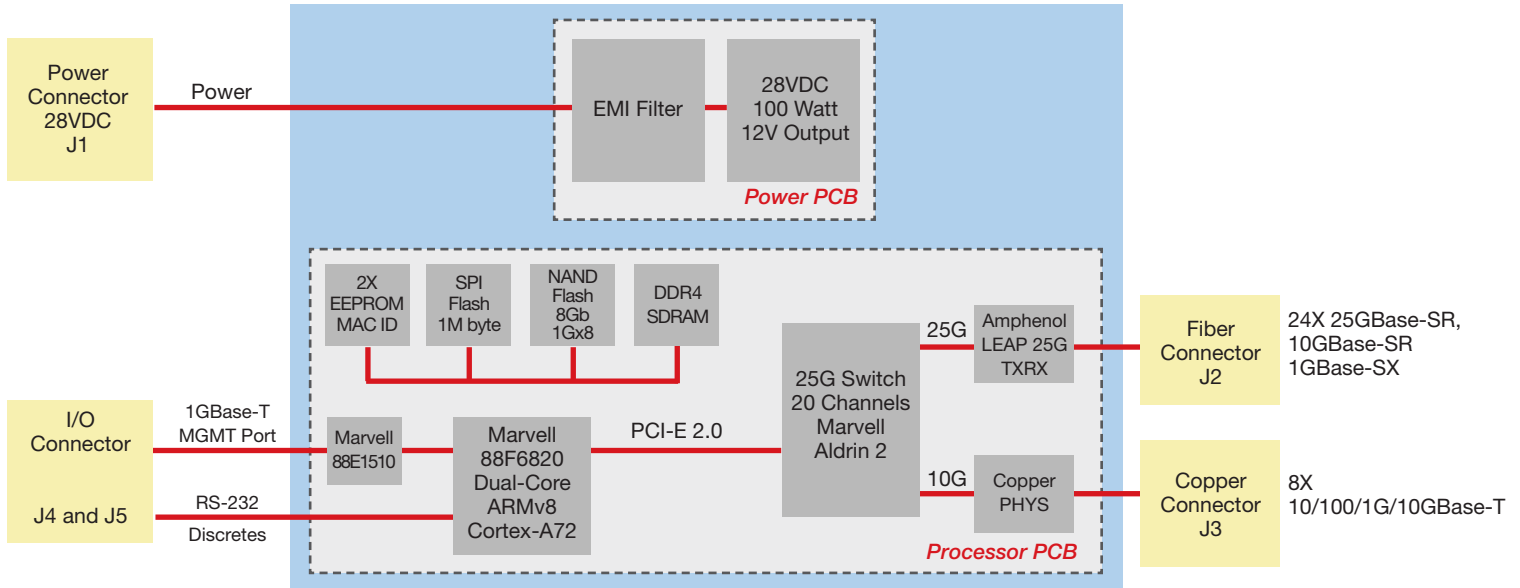 Power
Connector
28VDC
J1
Power
EMI Filter
28VDC
100 Watt
12V Output
Power PCB
2X
EEPROM
MAC ID
SPI
Flash
1M byte
NAND
Flash
8Gb
1Gx8
DDR4
SDRAM
I/O
Connector
J4 and J5
1GBase-T
MGMT Port
RS-232
Discretes
Marvell
88E1510
Marvell
88F6820
Dual-Core
ARMv8
Cortex-A72
PCI-E 2.0
25G Switch
20 Channels
Marvell
Aldrin 2
25G
Amphenol
LEAP 25G
TXRX
10G
Copper
PHYS
Processor PCB
Fiber
Connector
J2
24X 25GBase-SR,
10GBase-SR
1GBase-SX
Copper
Connector
J3
8X
10/100/1G/10GBase-T